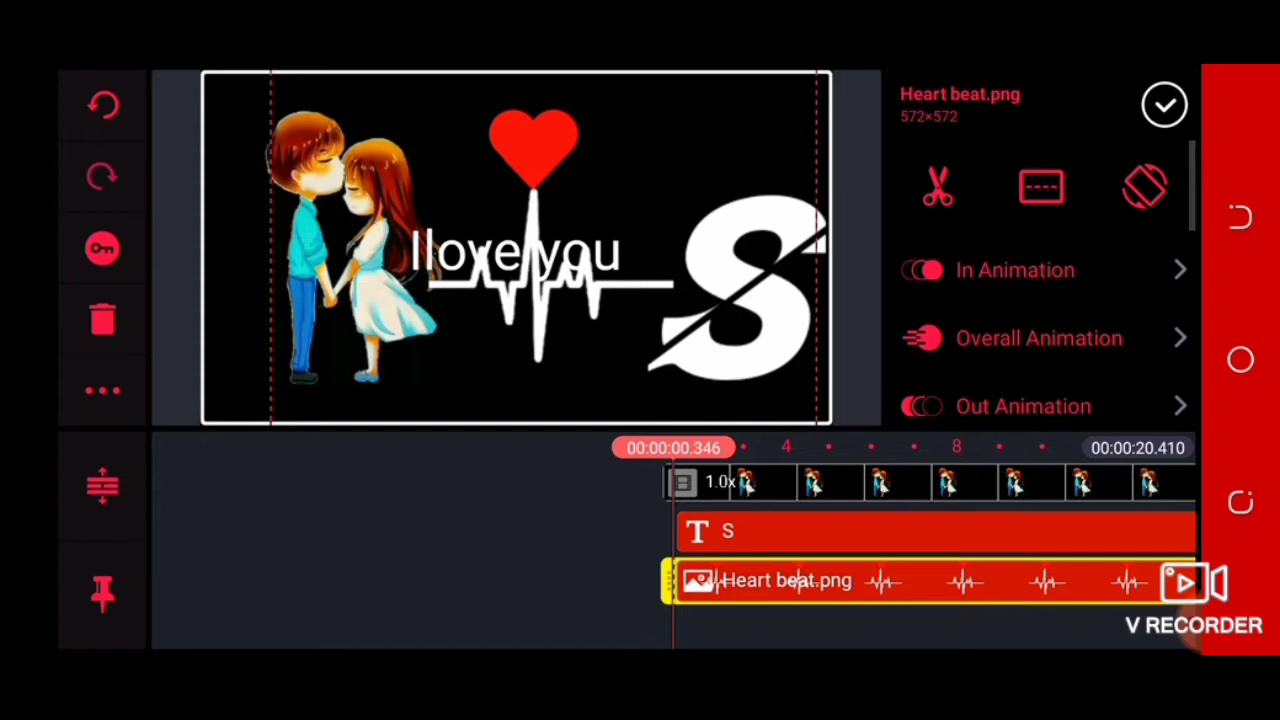 Heart beat.png
572×572
Ilove you
S
In Animation
Overall Animation
Out Animation
00:00:00.346
4
8
00:00:20.410
1.0x
T S
Heart beat.png
V RECORDER